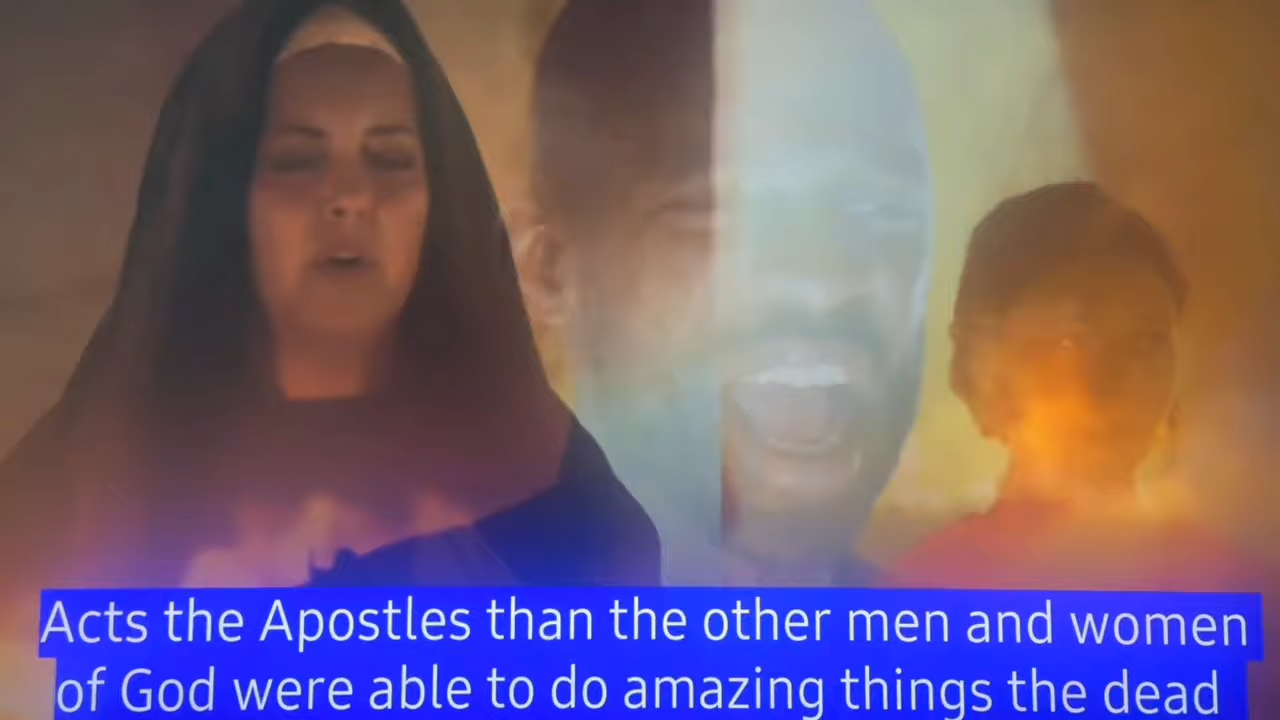 Acts the Apostles than the other men and women
of God were able to do amazing things the dead